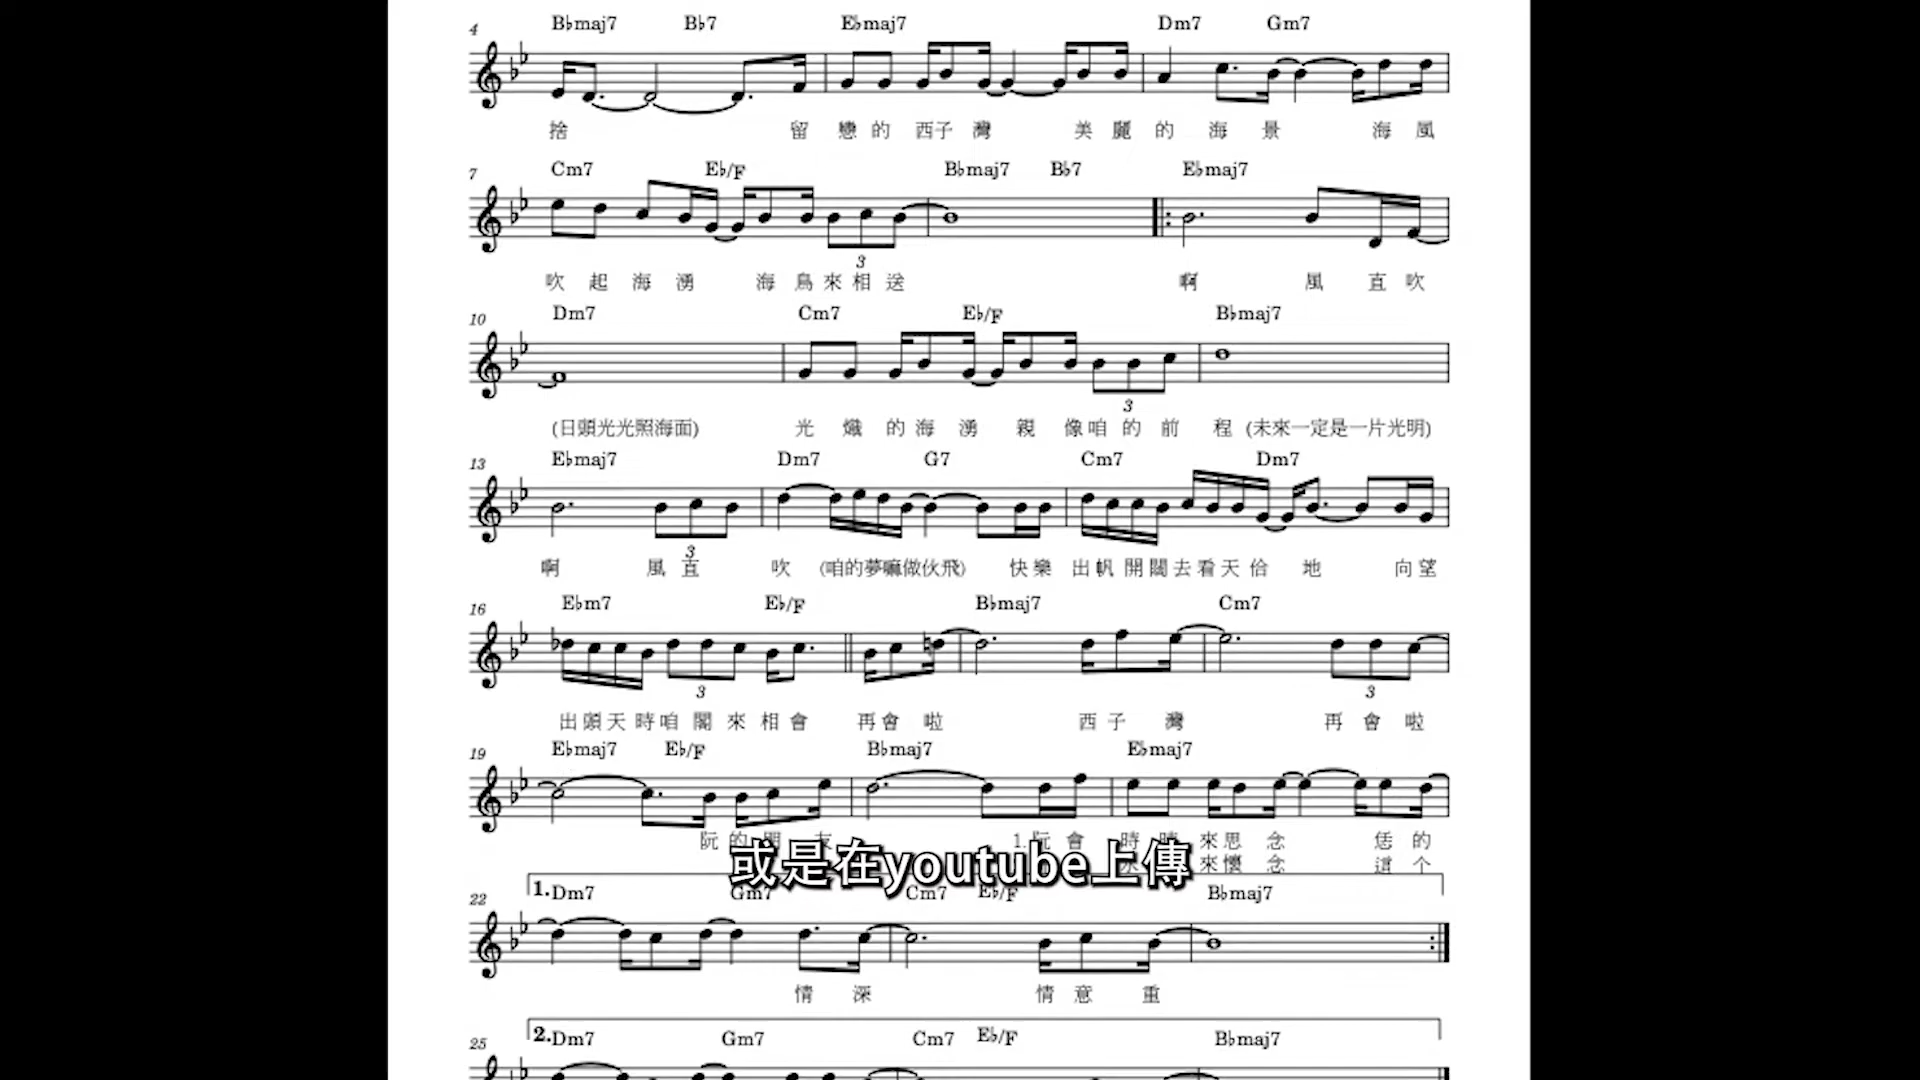 4 B♭maj7 B♭7 E♭maj7 Dm7 Gm7
捨 留 戀 的 西子 灣 美 麗 的 海 景 海 風
7 Cm7 E♭/F B♭maj7 B♭7 E♭maj7
3
吹 起 海 湧 海 鳥 來 相 送 啊 風 直 吹
10 Dm7 Cm7 E♭/F B♭maj7
3
(日頭光光照海面) 光 熾 的 海 湧 親 像 咱 的 前 程 (未來一定是一片光明)
13 E♭maj7 Dm7 G7 Cm7 Dm7
3
啊 風 直 吹 (咱的夢嘛做伙飛) 快 樂 出 帆 開 闊 去 看 天 佮 地 向 望
16 E♭m7 E♭/F B♭maj7 Cm7
3 3
出 頭 天 時 咱 閣 來 相 會 再 會 啦 西 子 灣 再 會 啦
19 E♭maj7 E♭/F B♭maj7 E♭maj7
阮 的 朋 友 1.阮 會 時 時 來 思 念 恁 的
來 懷 念 這 个
或是在youtube上傳
22 1. Dm7 Gm7 Cm7 E♭/F B♭maj7
情 深 情 意 重
25 2. Dm7 Gm7 Cm7 E♭/F B♭maj7